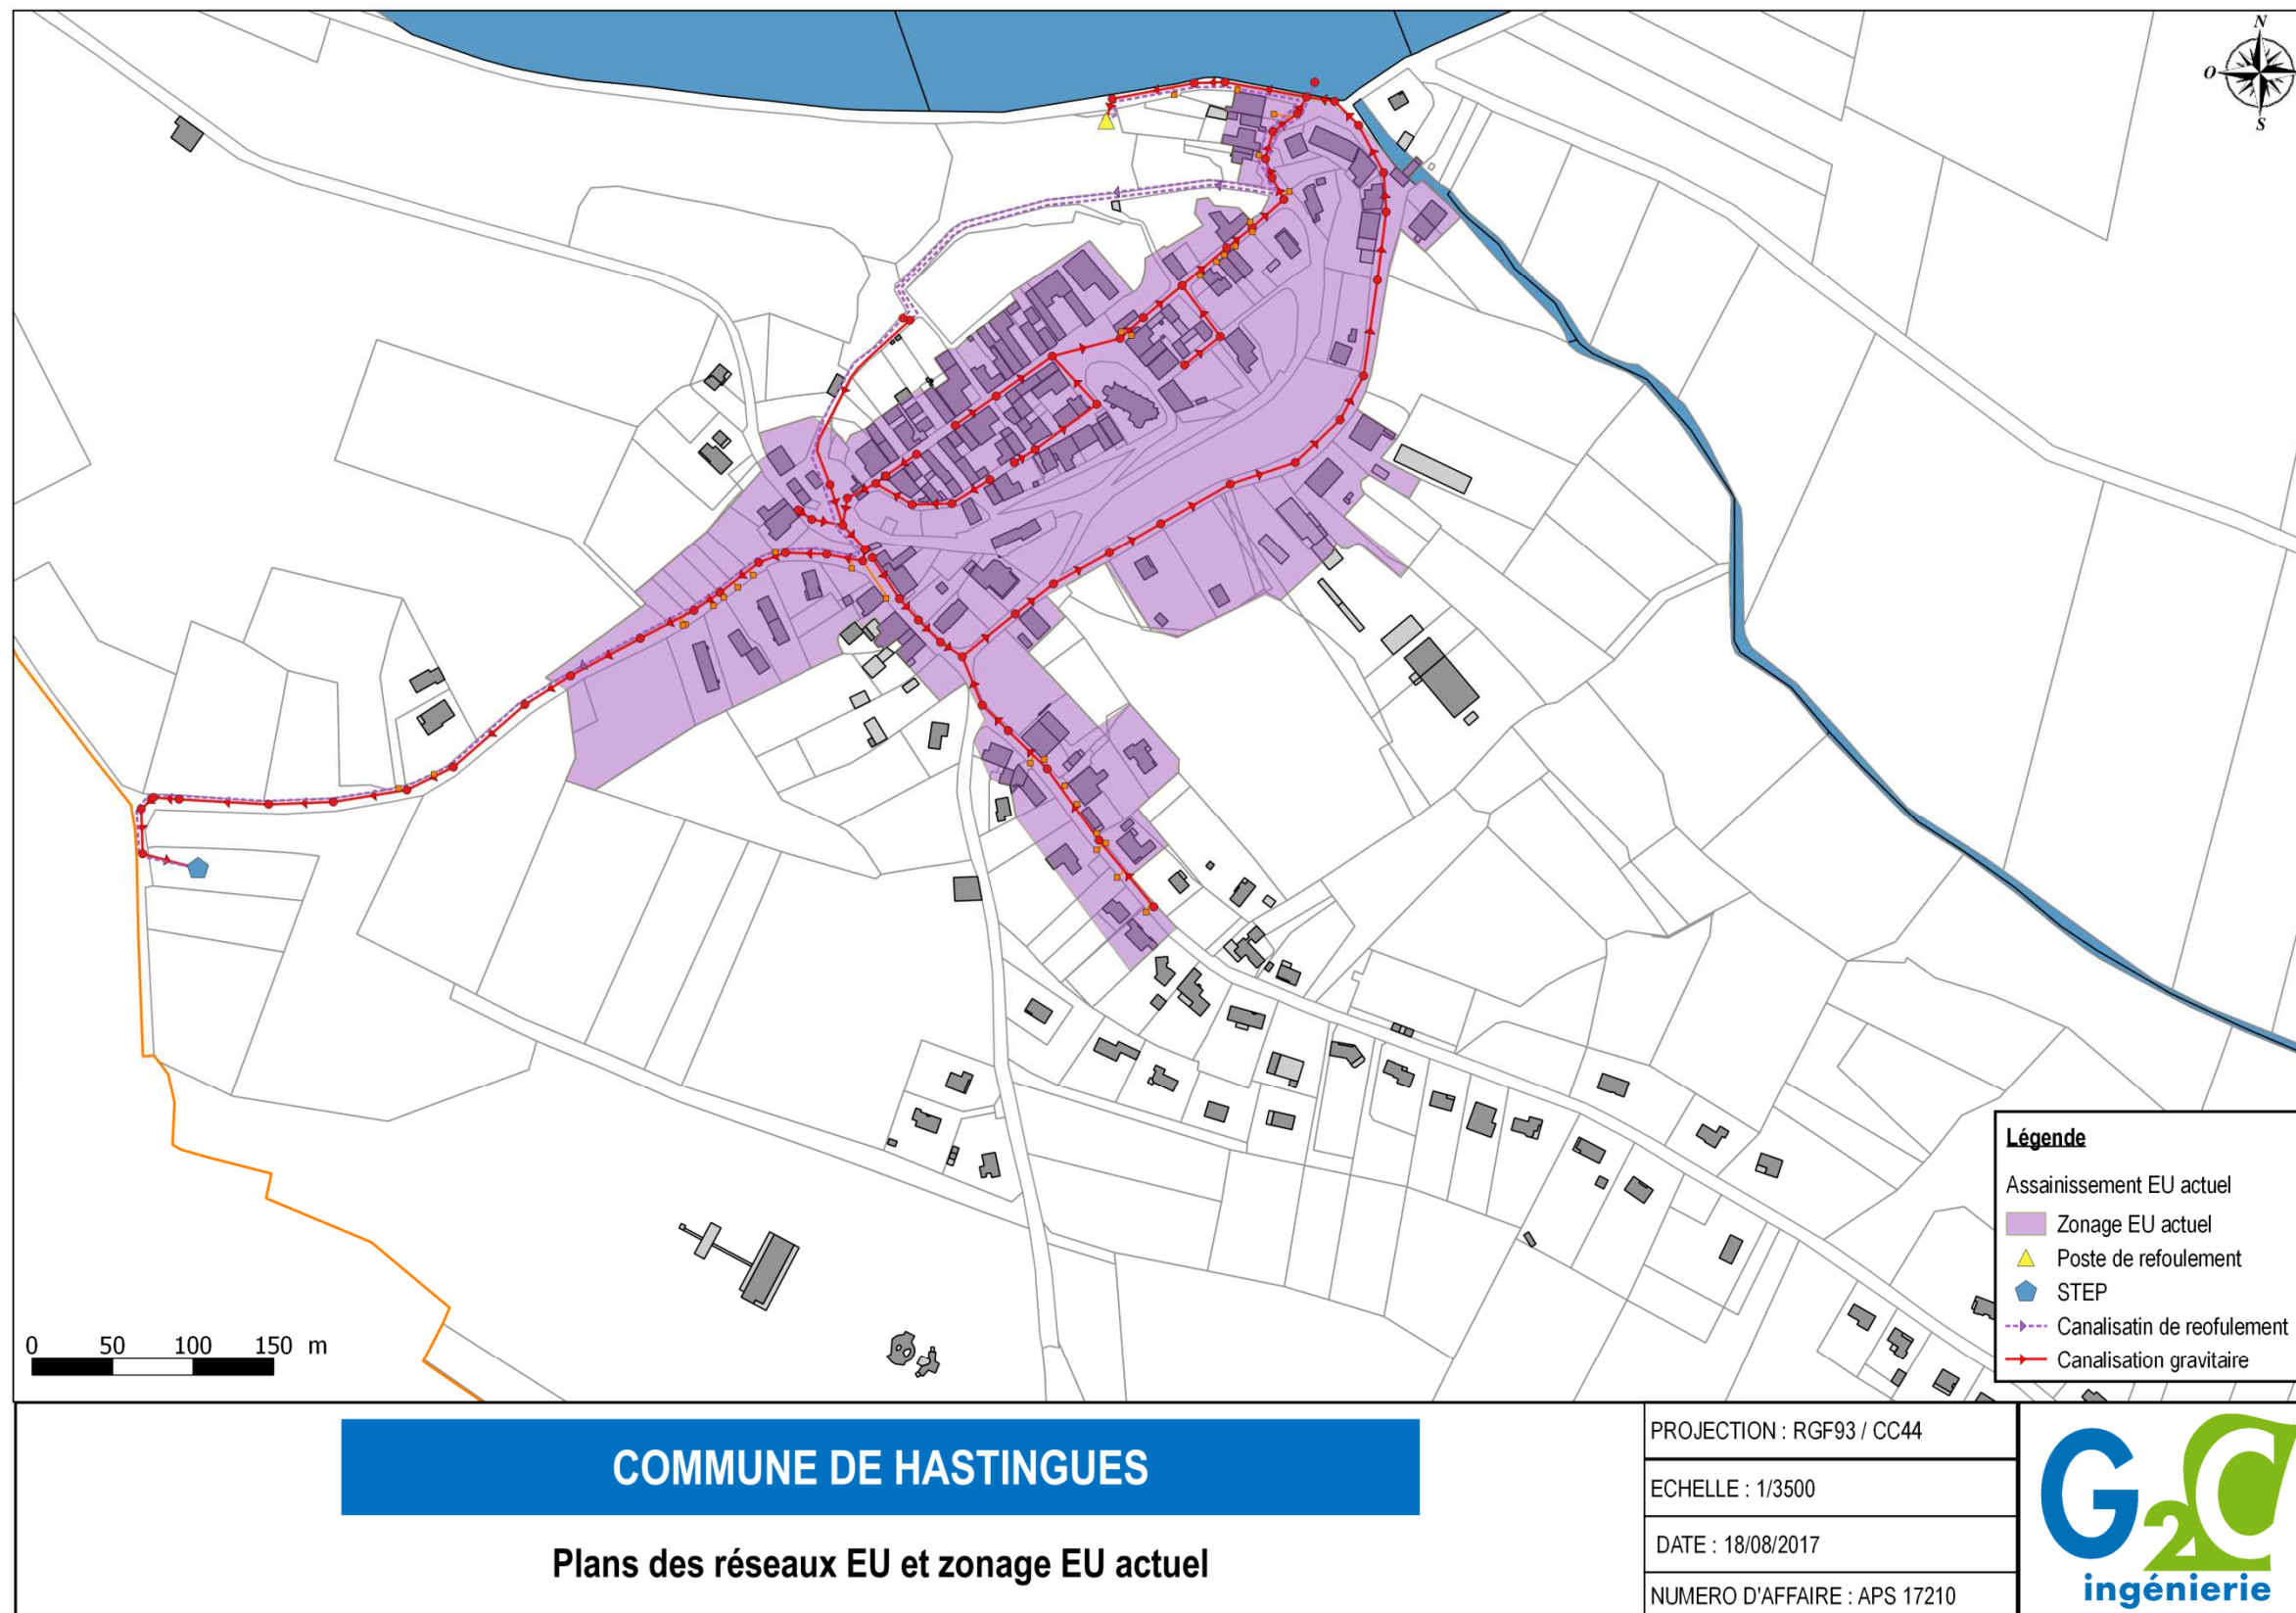 N
O
S
Légende
Assainissement EU actuel
Zonage EU actuel
Poste de refoulement
STEP
Canalisatin de reofulement
Canalisation gravitaire
0 50 100 150 m
COMMUNE DE HASTINGUES
Plans des réseaux EU et zonage EU actuel
PROJECTION : RGF93 / CC44
ECHELLE : 1/3500
DATE : 18/08/2017
NUMERO D'AFFAIRE : APS 17210
G2C
ingénierie